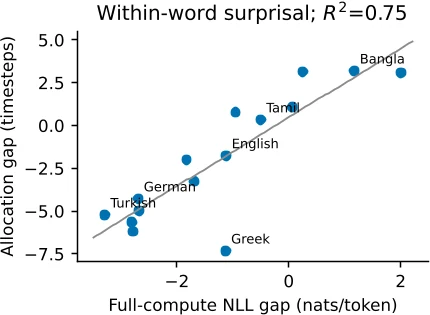 Within-word surprisal; R²=0.75
Allocation gap (timesteps)
5.0
2.5
0.0
−2.5
−5.0
−7.5
Bangla
Tamil
English
German
Turkish
Greek
−2
0
2
Full-compute NLL gap (nats/token)